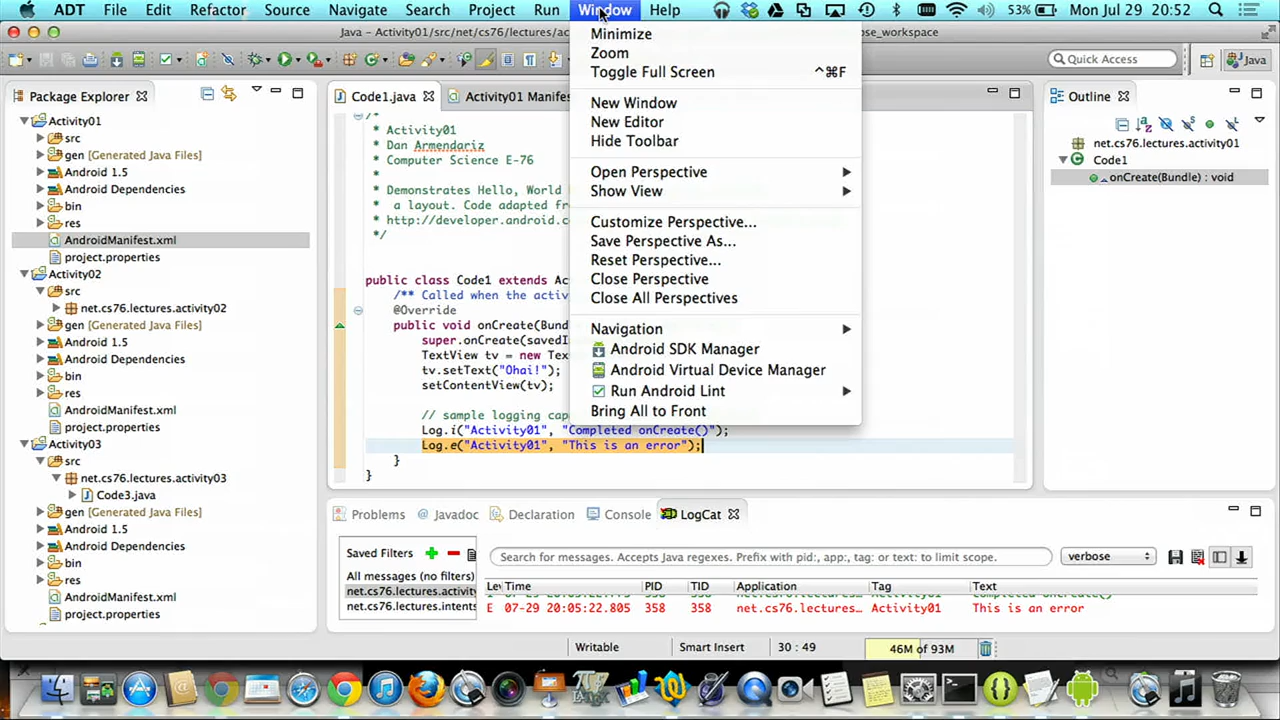 ADT File Edit Refactor Source Navigate Search Project Run Window Help 53% Mon Jul 29 20:52
Java – Activity01/src/net/cs76/lectures/ac
ose_workspace
Quick Access
Java
Package Explorer
Activity01
src
gen [Generated Java Files]
Android 1.5
Android Dependencies
bin
res
AndroidManifest.xml
project.properties
Activity02
src
net.cs76.lectures.activity02
gen [Generated Java Files]
Android 1.5
Android Dependencies
bin
res
AndroidManifest.xml
project.properties
Activity03
src
net.cs76.lectures.activity03
Code3.java
gen [Generated Java Files]
Android 1.5
Android Dependencies
bin
res
AndroidManifest.xml
project.properties
Code1.java Activity01 Manifes
/*
* Activity01
* Dan Armendariz
* Computer Science E-76
*
* Demonstrates Hello, World
* a layout. Code adapted from
* http://developer.android.co
*/
public class Code1 extends Ac
/** Called when the activ
@Override
public void onCreate(Bund
super.onCreate(savedI
TextView tv = new Tex
tv.setText("Ohai!");
setContentView(tv);
// sample logging cap
Log.i("Activity01", "Completed onCreate()");
Log.e("Activity01", "This is an error");
}
}
Minimize
Zoom
Toggle Full Screen ^⌘F
New Window
New Editor
Hide Toolbar
Open Perspective
Show View
Customize Perspective...
Save Perspective As...
Reset Perspective...
Close Perspective
Close All Perspectives
Navigation
Android SDK Manager
Android Virtual Device Manager
Run Android Lint
Bring All to Front
Outline
net.cs76.lectures.activity01
Code1
onCreate(Bundle) : void
Problems Javadoc Declaration Console LogCat
Saved Filters
All messages (no filters)
net.cs76.lectures.activity
net.cs76.lectures.intents
Search for messages. Accepts Java regexes. Prefix with pid:, app:, tag: or text: to limit scope.
verbose
Le Time PID TID Application Tag Text
E 07-29 20:05:22.805 358 358 net.cs76.lectures... Activity01 This is an error
Writable Smart Insert 30 : 49 46M of 93M